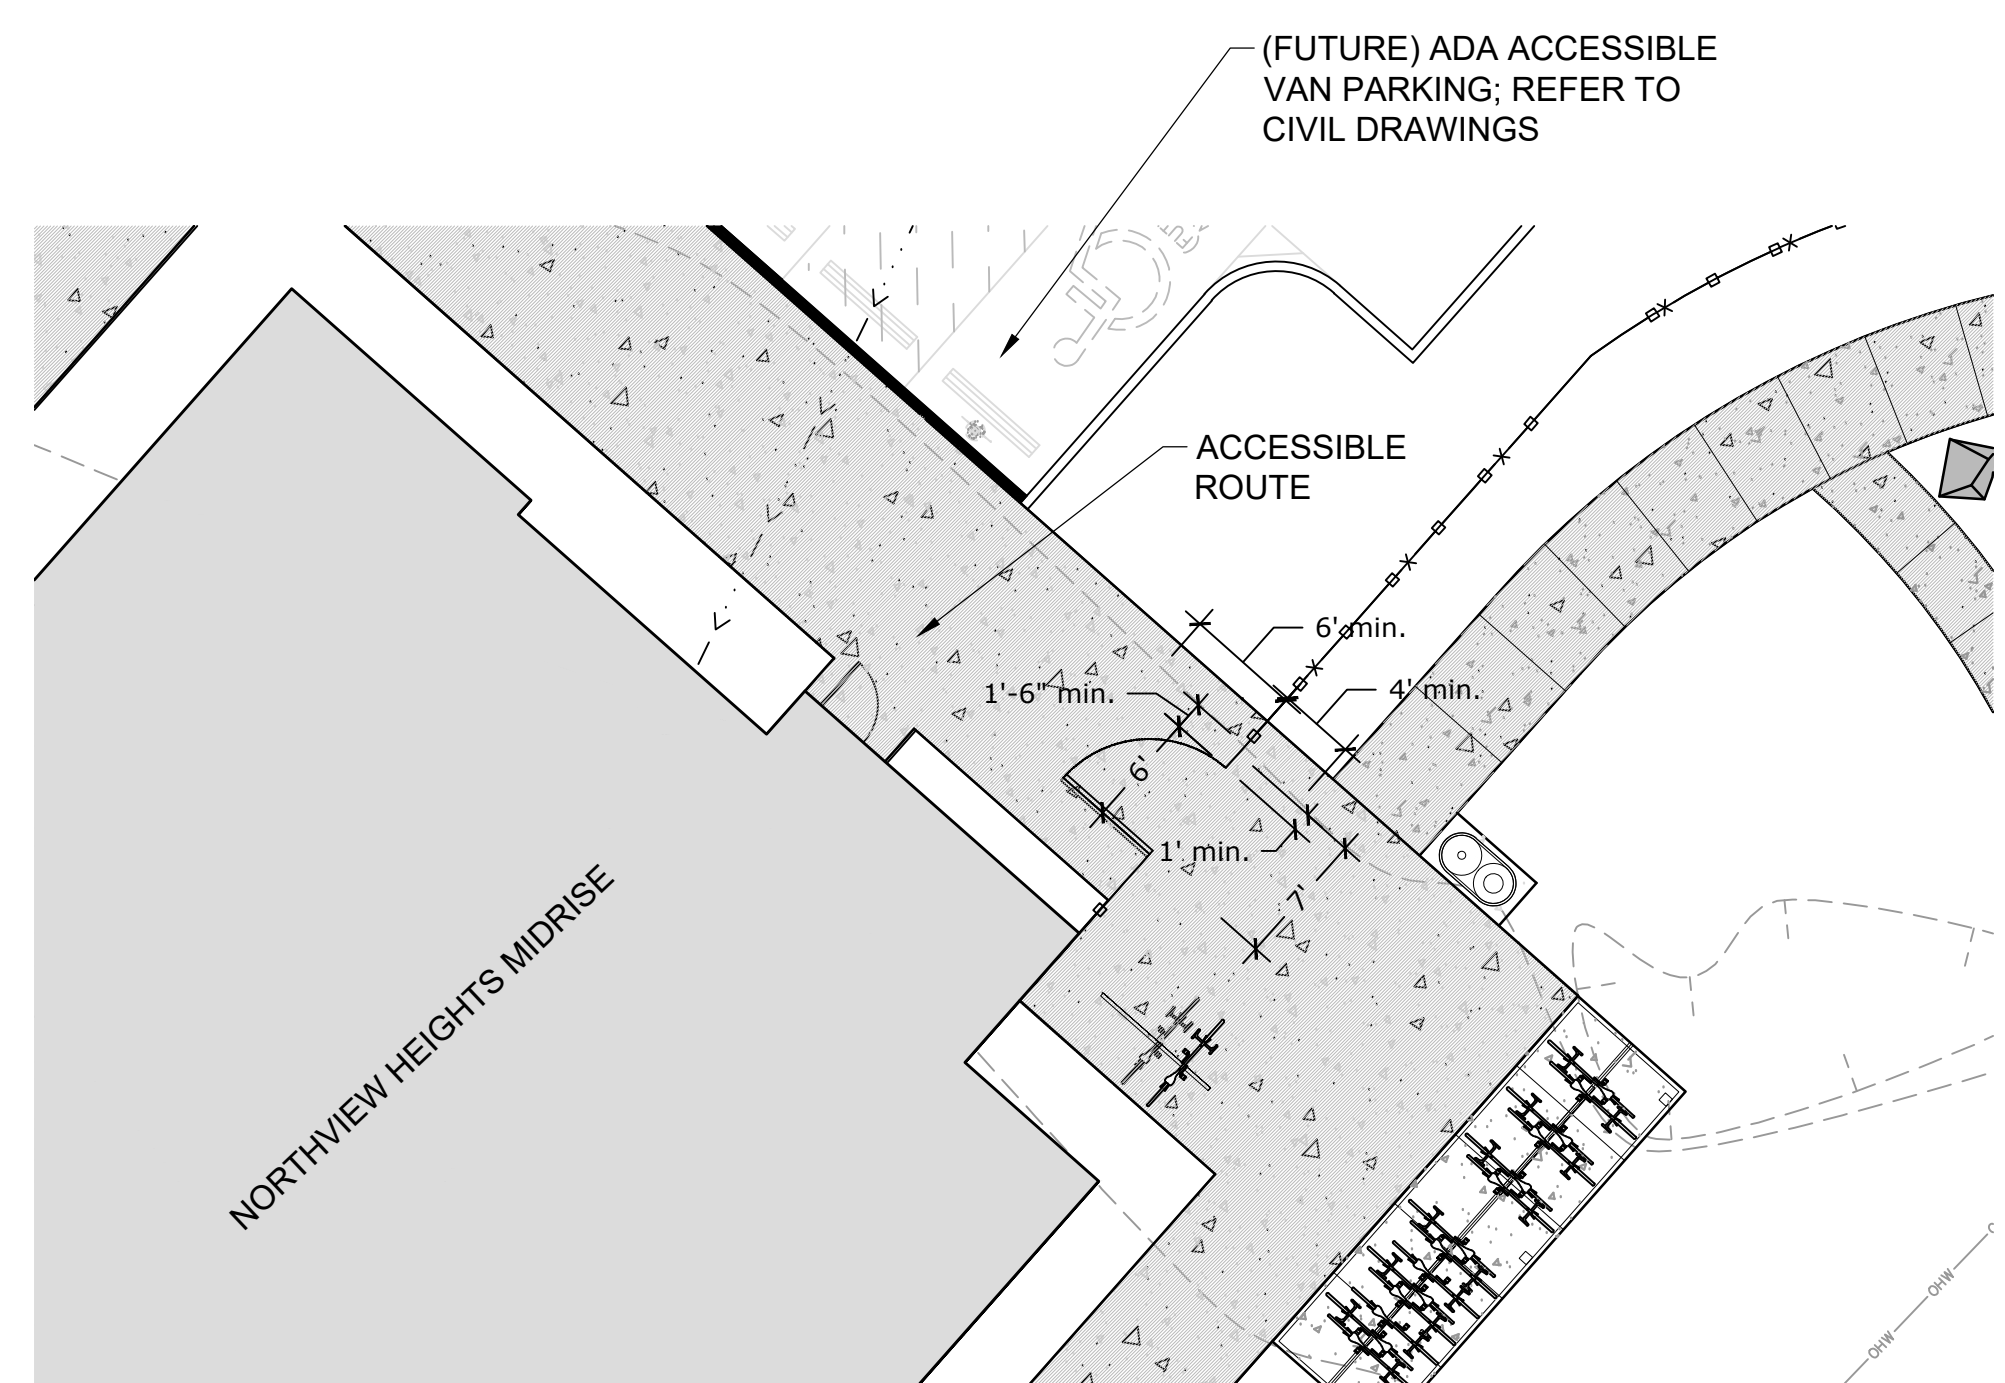 (FUTURE) ADA ACCESSIBLE
VAN PARKING; REFER TO
CIVIL DRAWINGS
ACCESSIBLE
ROUTE
6' min.
1'-6" min.
4' min.
6'
1' min.
7'
NORTHVIEW HEIGHTS MIDRISE
OHW
OHW